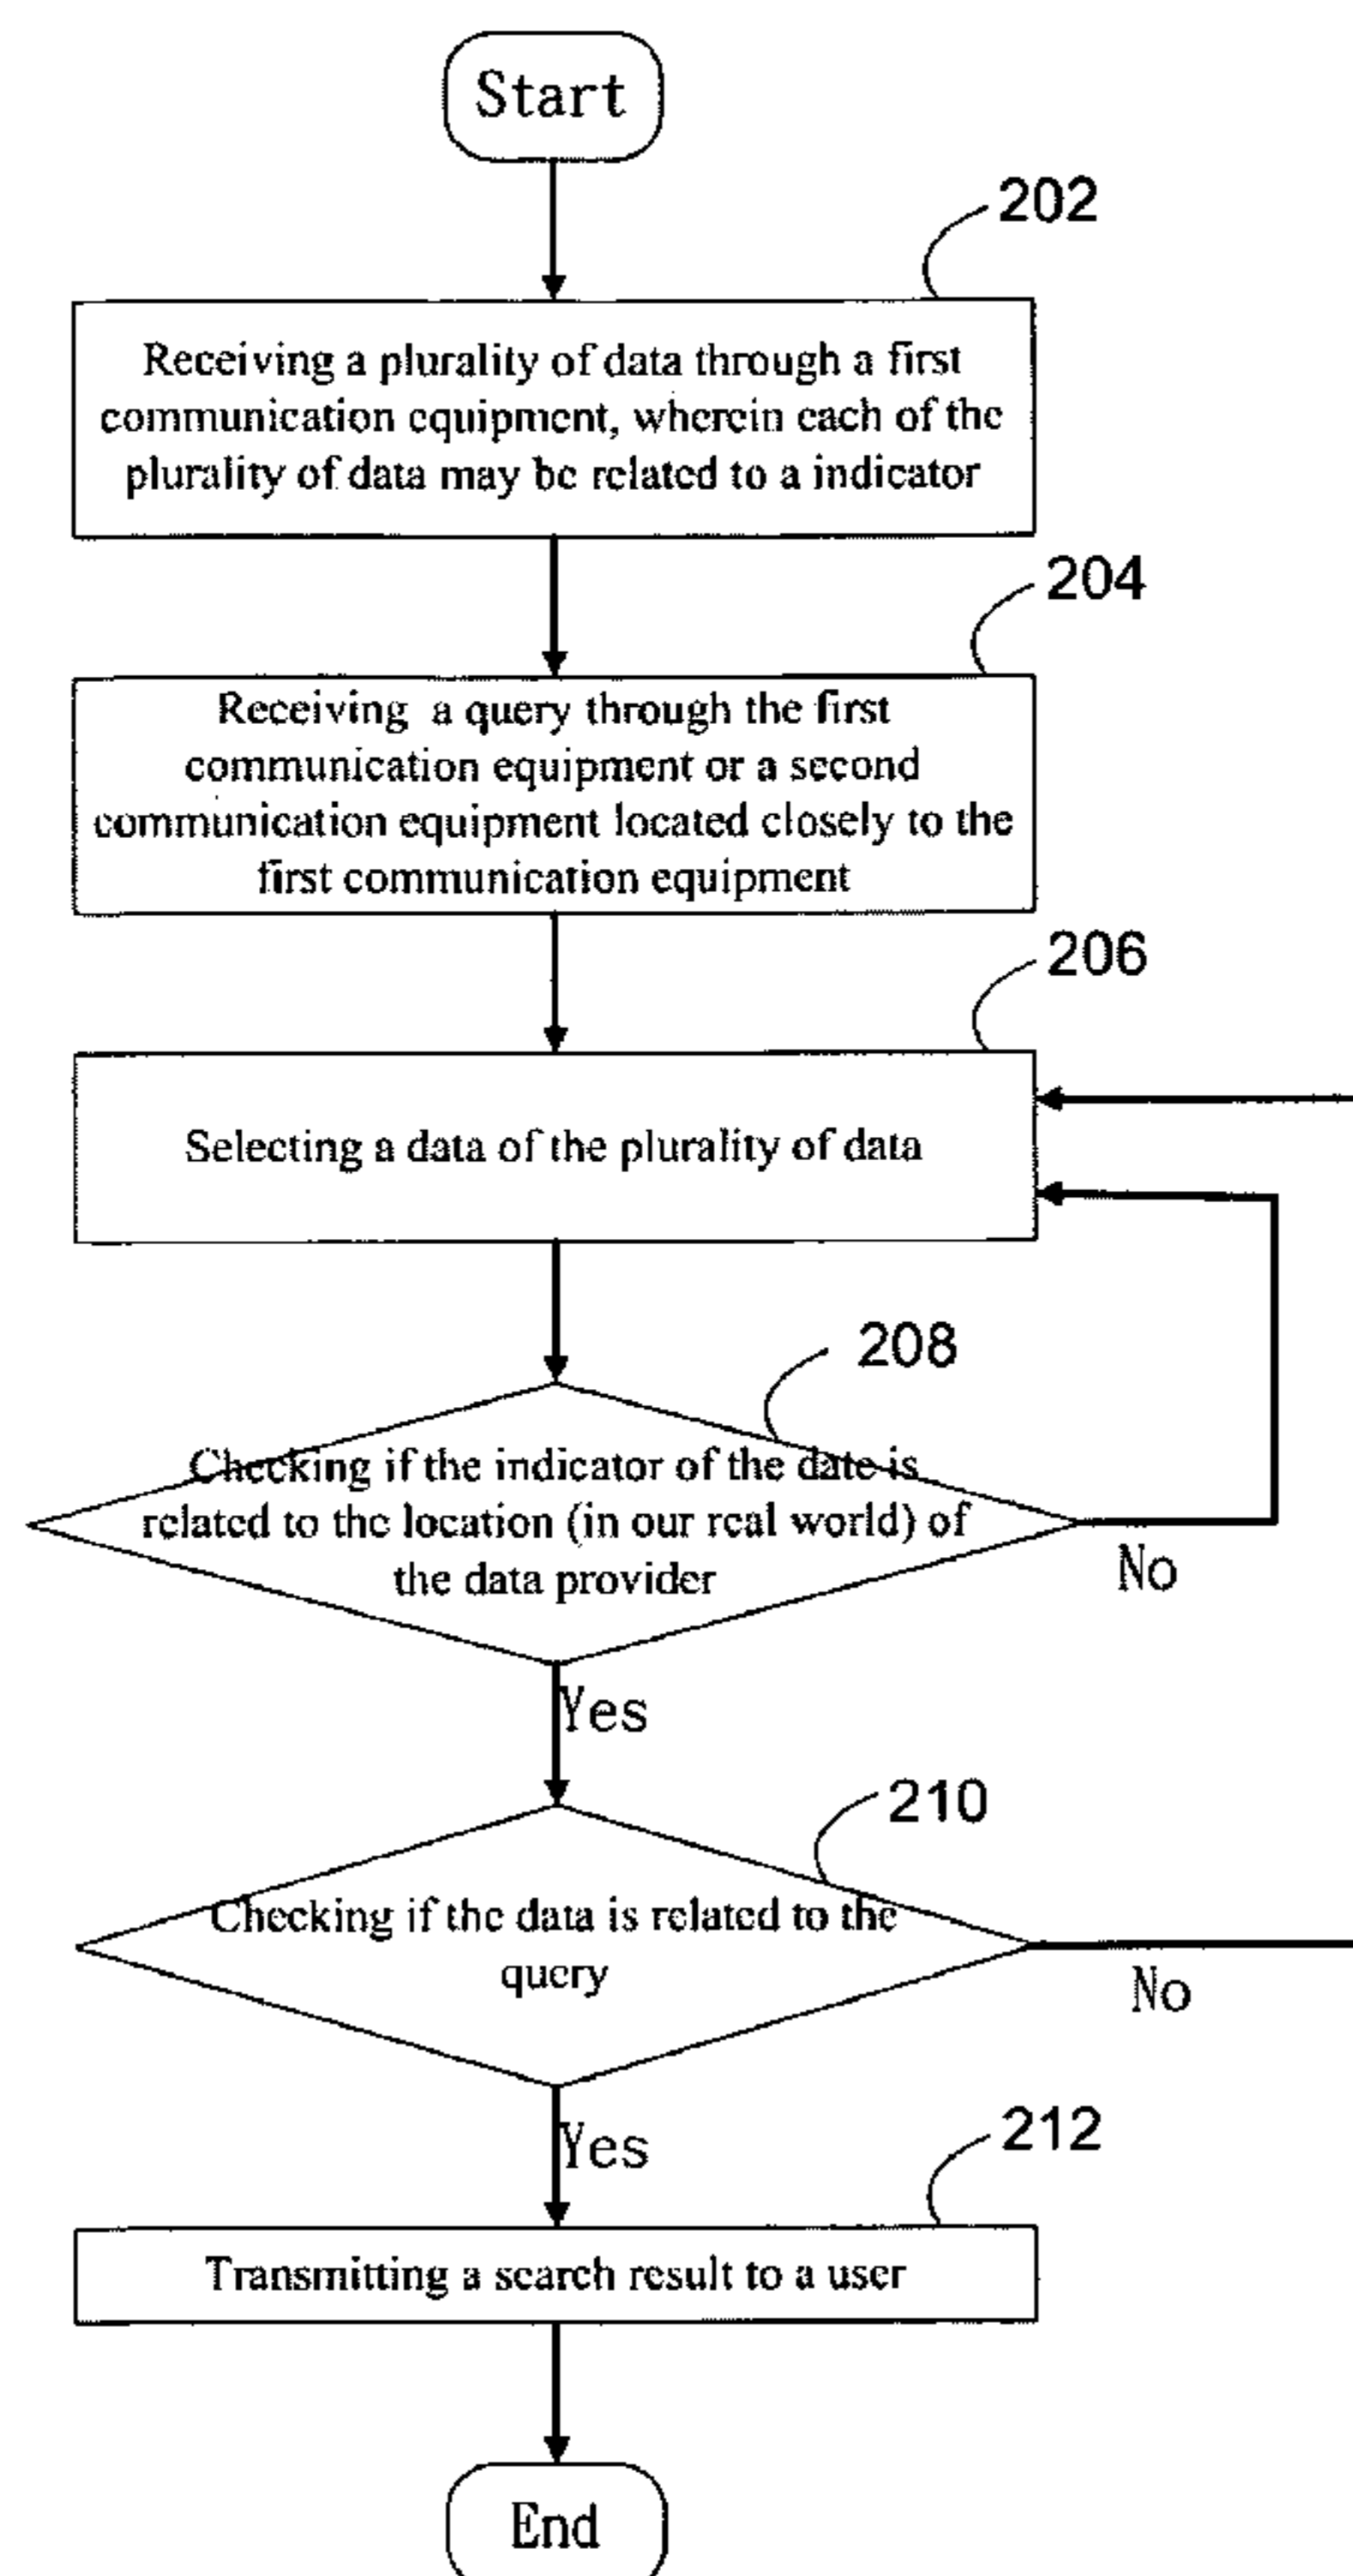 Start
202
Receiving a plurality of data through a first
communication equipment, wherein each of the
plurality of data may be related to a indicator
204
Receiving a query through the first
communication equipment or a second
communication equipment located closely to the
first communication equipment
206
Selecting a data of the plurality of data
208
Checking if the indicator of the date is
related to the location (in our real world) of
the data provider
No
Yes
210
Checking if the data is related to the
query
No
Yes
212
Transmitting a search result to a user
End